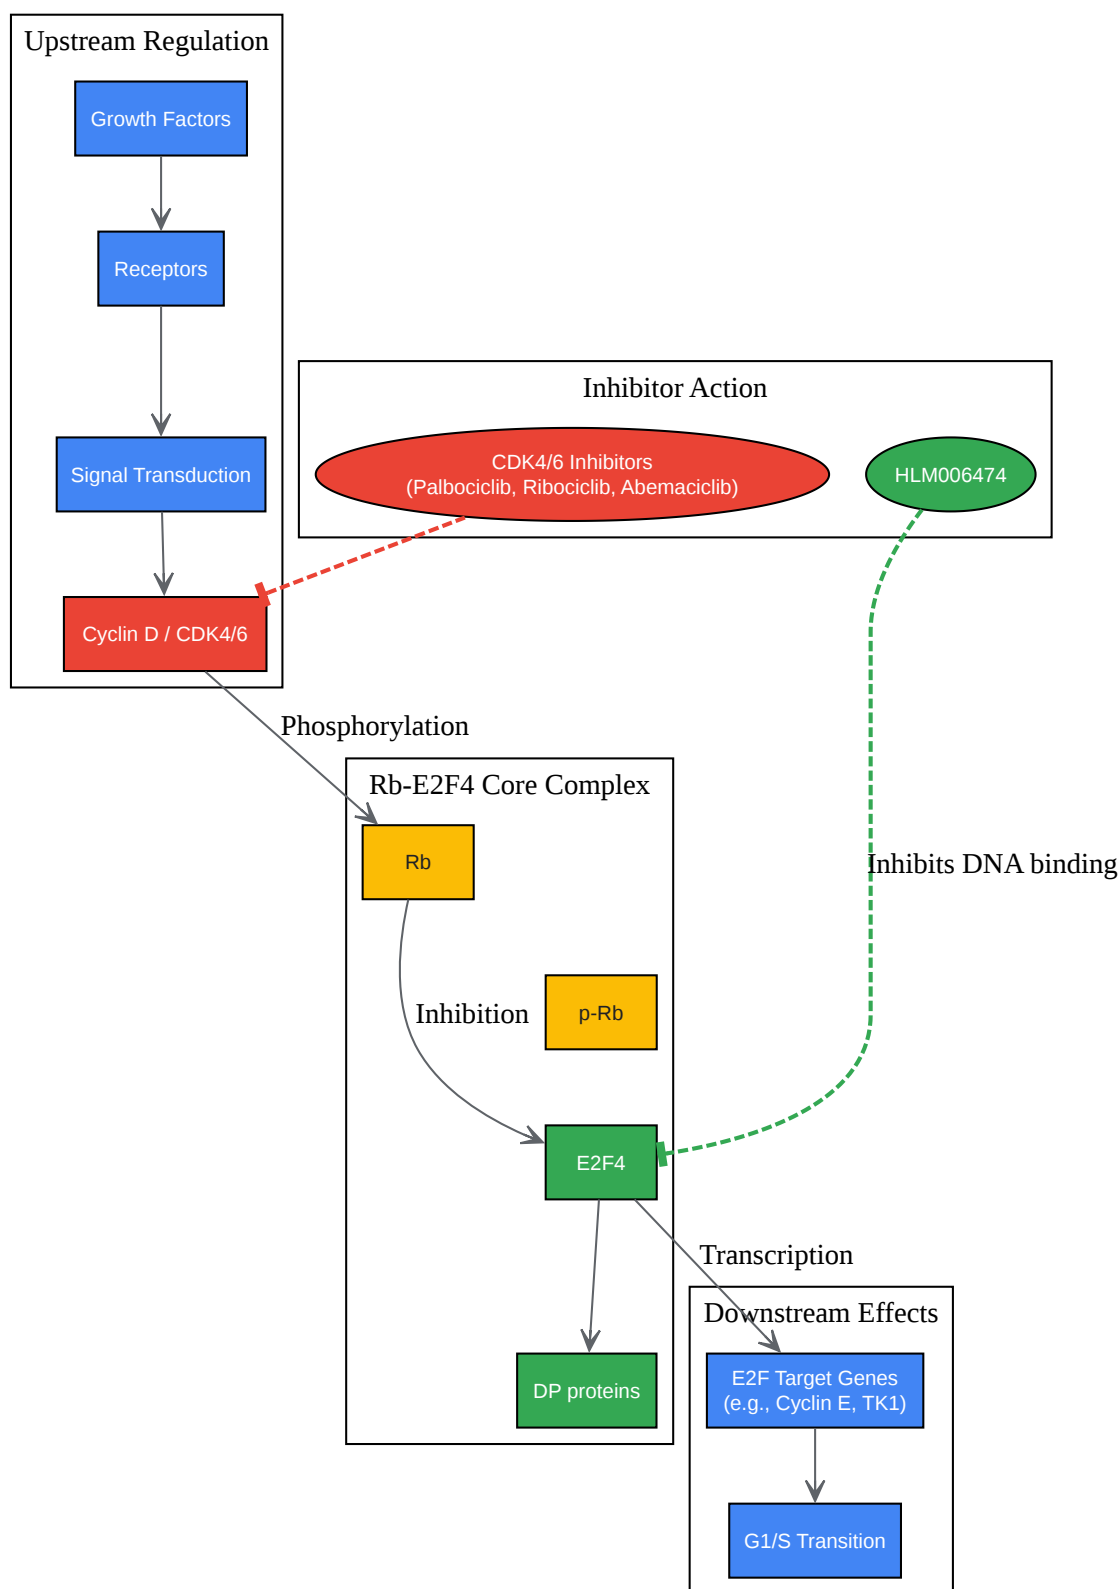 Upstream Regulation
Growth Factors
Receptors
Signal Transduction
Cyclin D / CDK4/6
Inhibitor Action
CDK4/6 Inhibitors
(Palbociclib, Ribociclib, Abemaciclib)
HLM006474
Phosphorylation
Rb-E2F4 Core Complex
Rb
Inhibits DNA binding
Inhibition
p-Rb
E2F4
DP proteins
Transcription
Downstream Effects
E2F Target Genes
(e.g., Cyclin E, TK1)
G1/S Transition